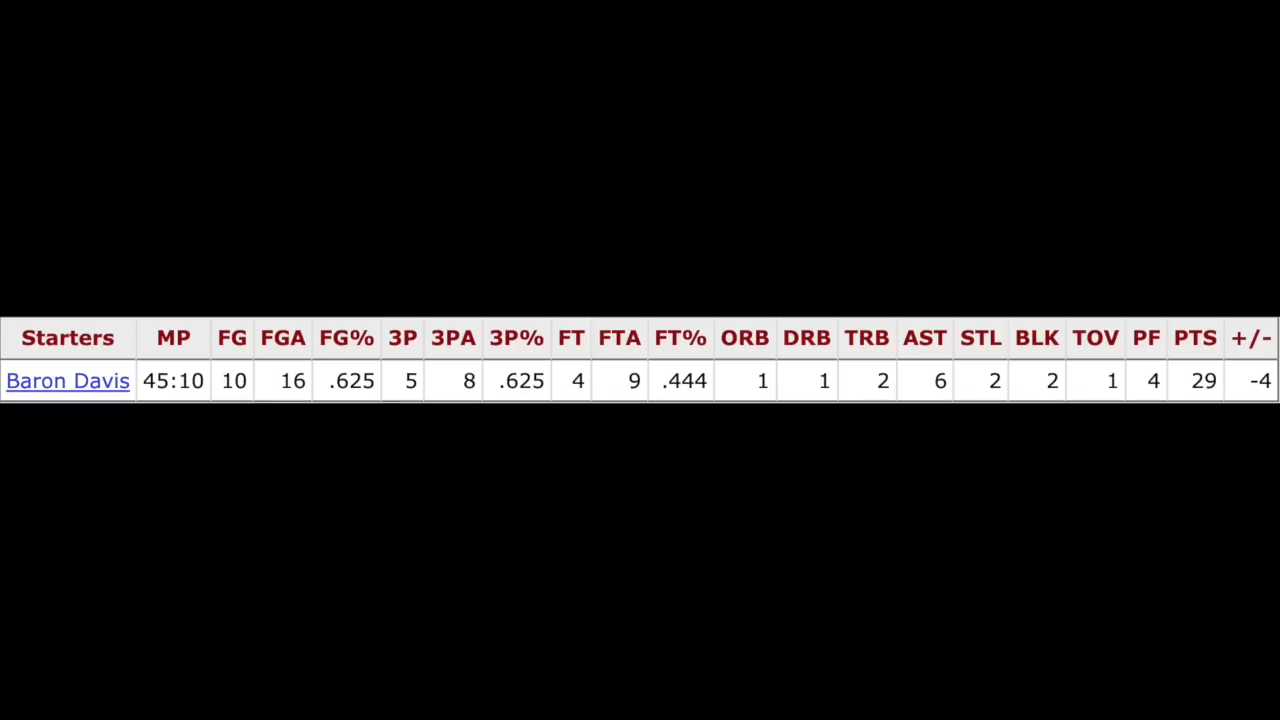 Starters MP FG FGA FG% 3P 3PA 3P% FT FTA FT% ORB DRB TRB AST STL BLK TOV PF PTS +/-
Baron Davis 45:10 10 16 .625 5 8 .625 4 9 .444 1 1 2 6 2 2 1 4 29 -4